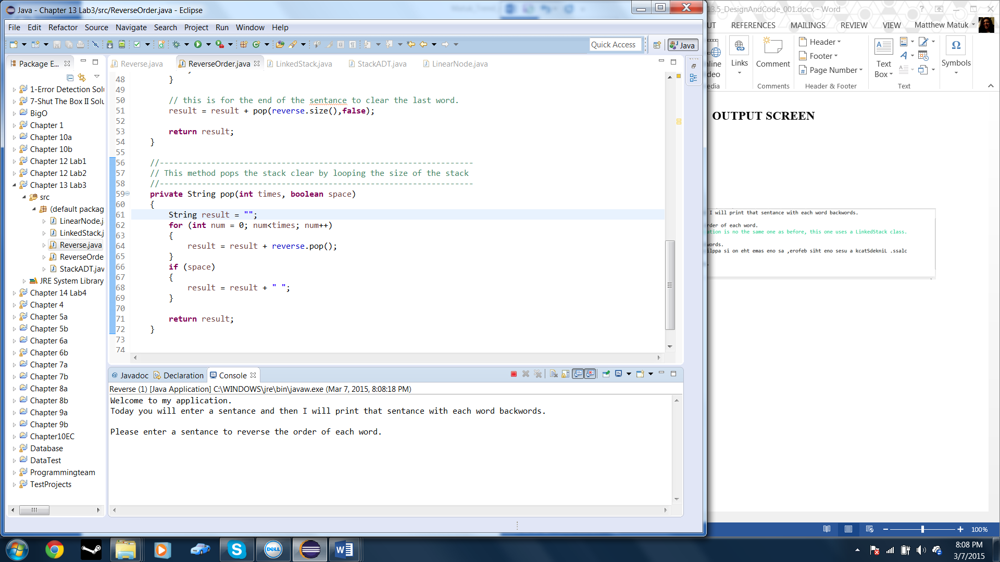 Java - Chapter 13 Lab3/src/ReverseOrder.java - Eclipse
File Edit Refactor Source Navigate Search Project Run Window Help
Quick Access
Java
Package E...
1-Error Detection Solu
7-Shut The Box II Solu
BigO
Chapter 1
Chapter 10a
Chapter 10b
Chapter 12 Lab1
Chapter 12 Lab2
Chapter 13 Lab3
src
(default packag
LinearNode.j
LinkedStack.j
Reverse.java
ReverseOrde
StackADT.jav
JRE System Library
Chapter 14 Lab4
Chapter 4
Chapter 5a
Chapter 5b
Chapter 6a
Chapter 6b
Chapter 7a
Chapter 7b
Chapter 8a
Chapter 8b
Chapter 9a
Chapter 9b
Chapter10EC
Database
DataTest
Programmingteam
TestProjects
Reverse.java ReverseOrder.java LinkedStack.java StackADT.java LinearNode.java
48 }
49
50 // this is for the end of the sentance to clear the last word.
51 result = result + pop(reverse.size(),false);
52
53 return result;
54 }
55
56 //-------------------------------------------------------------------
57 // This method pops the stack clear by looping the size of the stack
58 //-------------------------------------------------------------------
59 private String pop(int times, boolean space)
60 {
61 String result = "";
62 for (int num = 0; num<times; num++)
63 {
64 result = result + reverse.pop();
65 }
66 if (space)
67 {
68 result = result + " ";
69 }
70
71 return result;
72 }
73
74
@ Javadoc Declaration Console
Reverse (1) [Java Application] C:\WINDOWS\jre\bin\javaw.exe (Mar 7, 2015, 8:08:18 PM)
Welcome to my application.
Today you will enter a sentance and then I will print that sentance with each word backwords.
Please enter a sentance to reverse the order of each word.
13.5_DesignAndCode_001.docx - Word
UT REFERENCES MAILINGS REVIEW VIEW Matthew Matuk
Links
Comment
Header
Footer
Page Number
Text
Box
Symbols
Comments
Header & Footer
Text
OUTPUT SCREEN
I will print that sentance with each word backwords.
rder of each word.
ation is no the same one as before, this one uses a LinkedStack class.
words.
ilppa si on eht emas eno sa ,erofeb siht eno sesu a kcatSdekniL .ssalc
100%
DELL
8:08 PM
3/7/2015